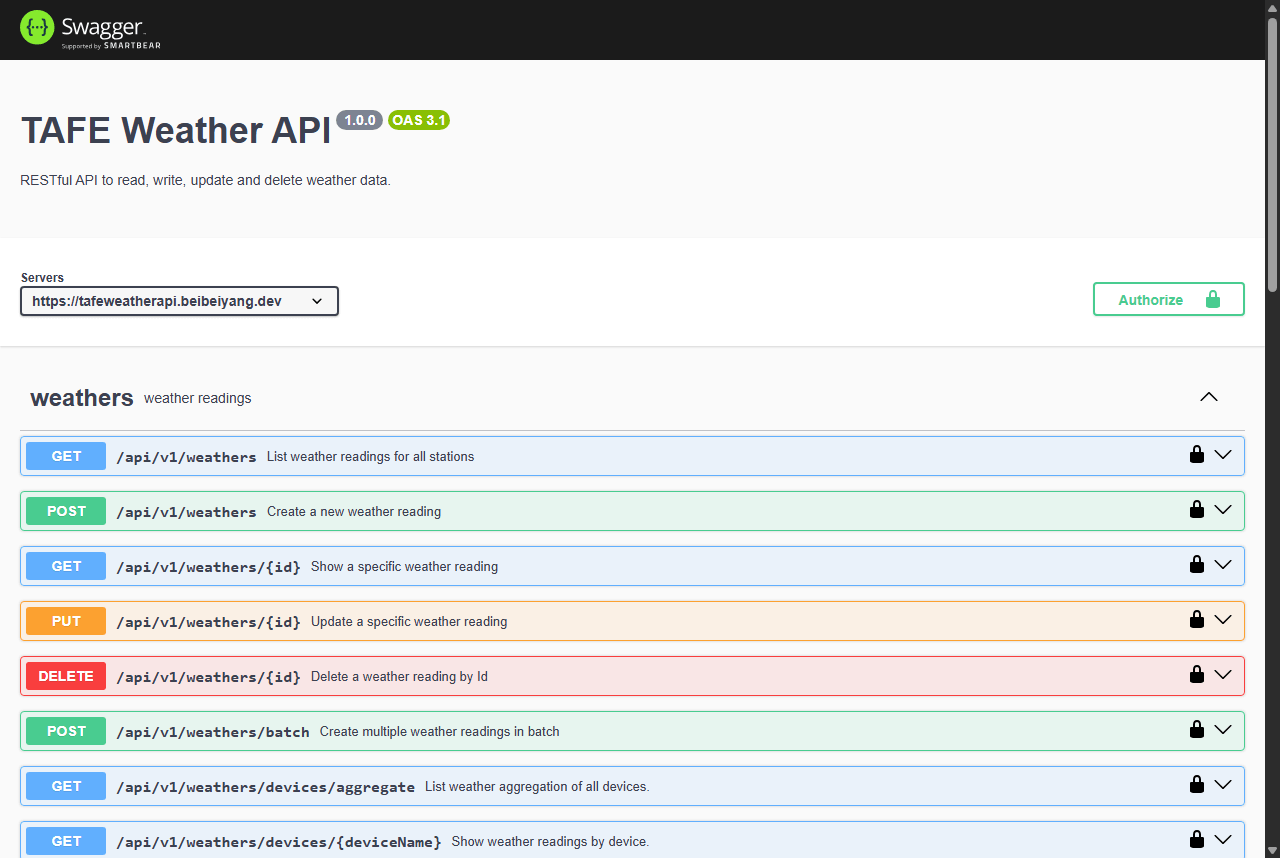 Swagger.
Supported by SMARTBEAR
TAFE Weather API 1.0.0 OAS 3.1
RESTful API to read, write, update and delete weather data.
Servers
https://tafeweatherapi.beibeiyang.dev
Authorize
weathers weather readings
GET /api/v1/weathers List weather readings for all stations
POST /api/v1/weathers Create a new weather reading
GET /api/v1/weathers/{id} Show a specific weather reading
PUT /api/v1/weathers/{id} Update a specific weather reading
DELETE /api/v1/weathers/{id} Delete a weather reading by Id
POST /api/v1/weathers/batch Create multiple weather readings in batch
GET /api/v1/weathers/devices/aggregate List weather aggregation of all devices.
GET /api/v1/weathers/devices/{deviceName} Show weather readings by device.